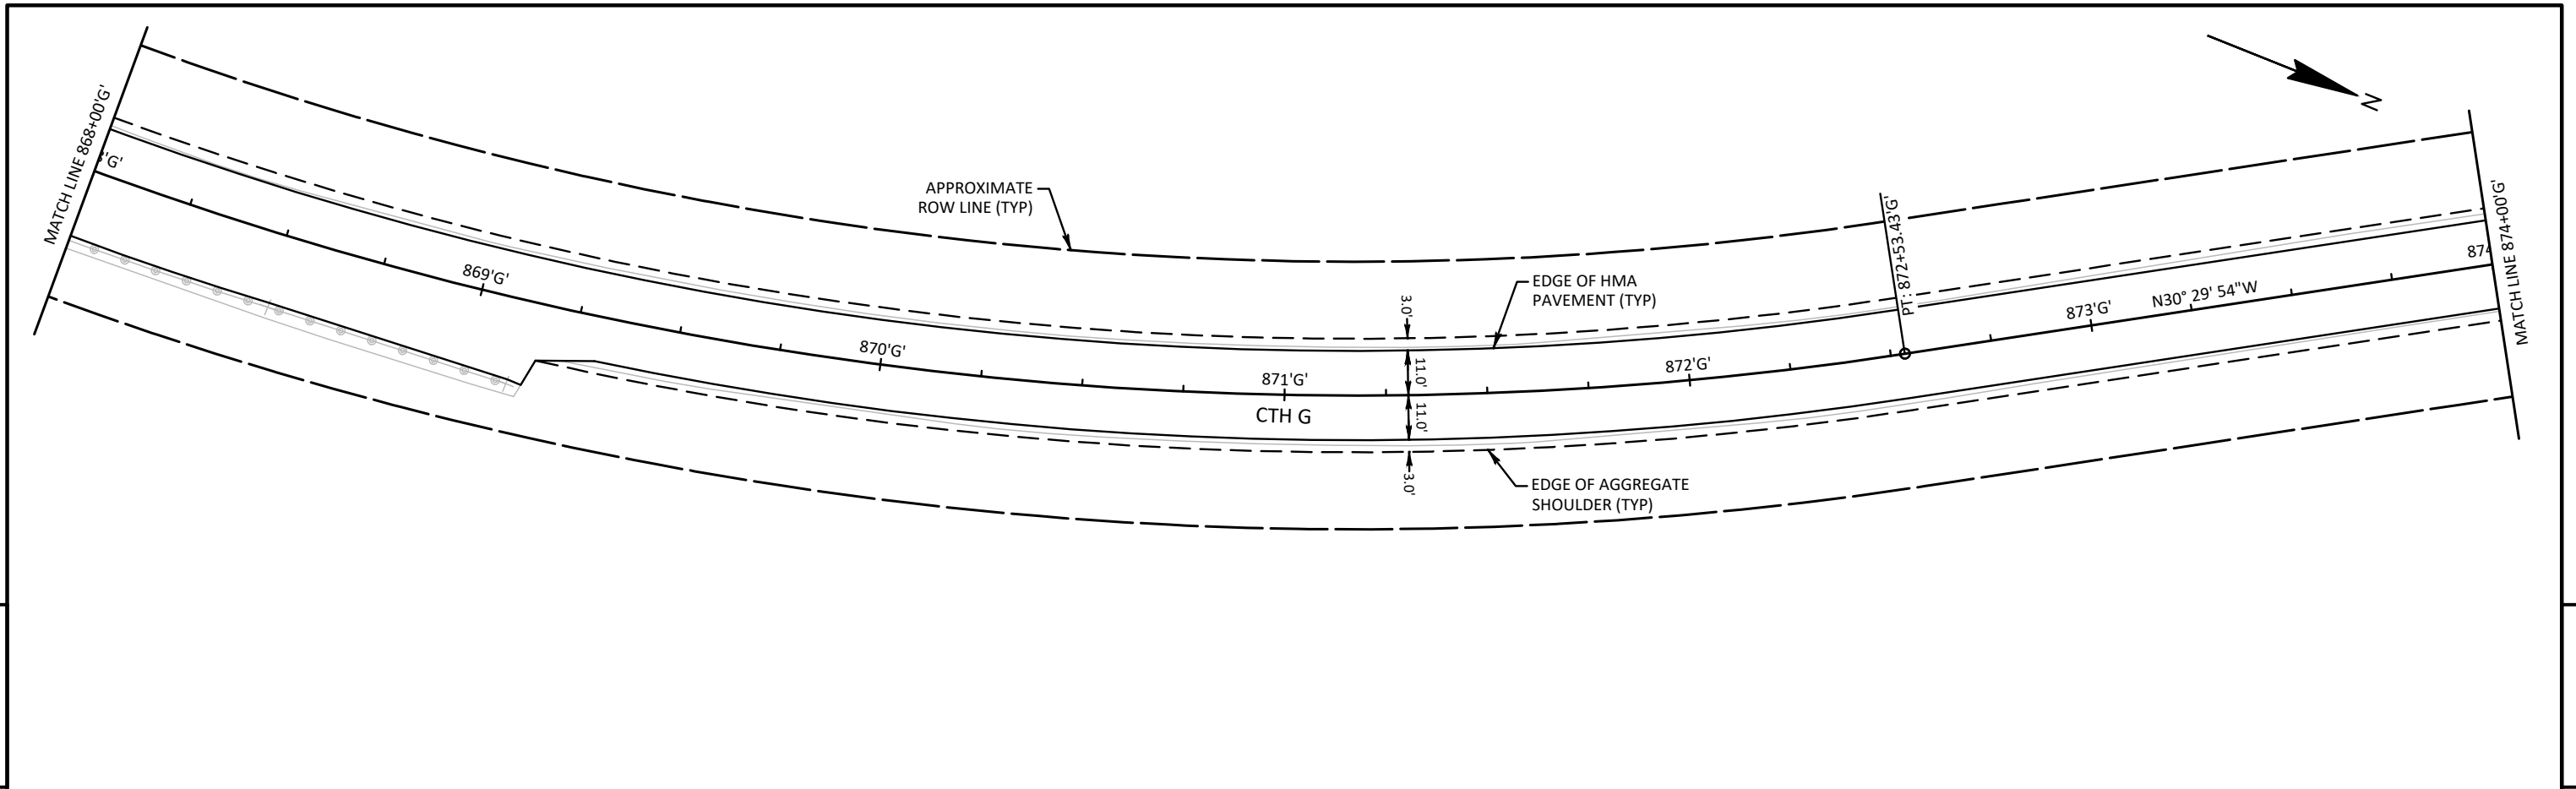 MATCH LINE 868+00'G'
'G'
869'G'
870'G'
APPROXIMATE
ROW LINE (TYP)
871'G'
CTH G
3.0'
11.0'
11.0'
3.0'
EDGE OF HMA
PAVEMENT (TYP)
EDGE OF AGGREGATE
SHOULDER (TYP)
872'G'
PT: 872+53.43'G'
873'G'
N30° 29' 54"W
874
MATCH LINE 874+00'G'
N